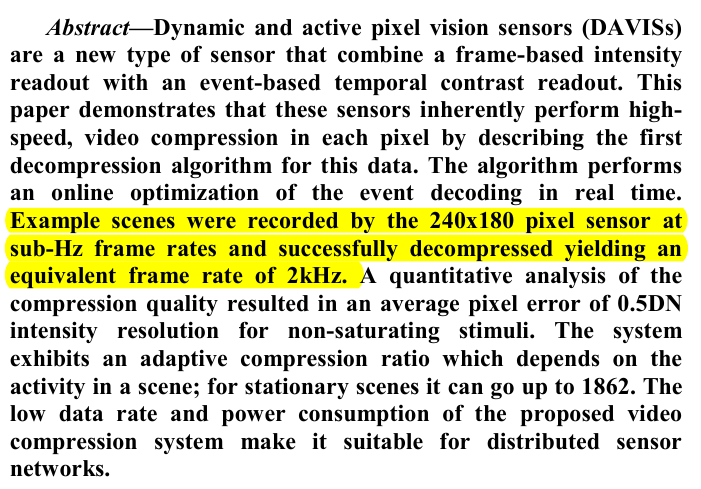 Abstract—Dynamic and active pixel vision sensors (DAVISs)
are a new type of sensor that combine a frame-based intensity
readout with an event-based temporal contrast readout. This
paper demonstrates that these sensors inherently perform high-
speed, video compression in each pixel by describing the first
decompression algorithm for this data. The algorithm performs
an online optimization of the event decoding in real time.
Example scenes were recorded by the 240x180 pixel sensor at
sub-Hz frame rates and successfully decompressed yielding an
equivalent frame rate of 2kHz. A quantitative analysis of the
compression quality resulted in an average pixel error of 0.5DN
intensity resolution for non-saturating stimuli. The system
exhibits an adaptive compression ratio which depends on the
activity in a scene; for stationary scenes it can go up to 1862. The
low data rate and power consumption of the proposed video
compression system make it suitable for distributed sensor
networks.